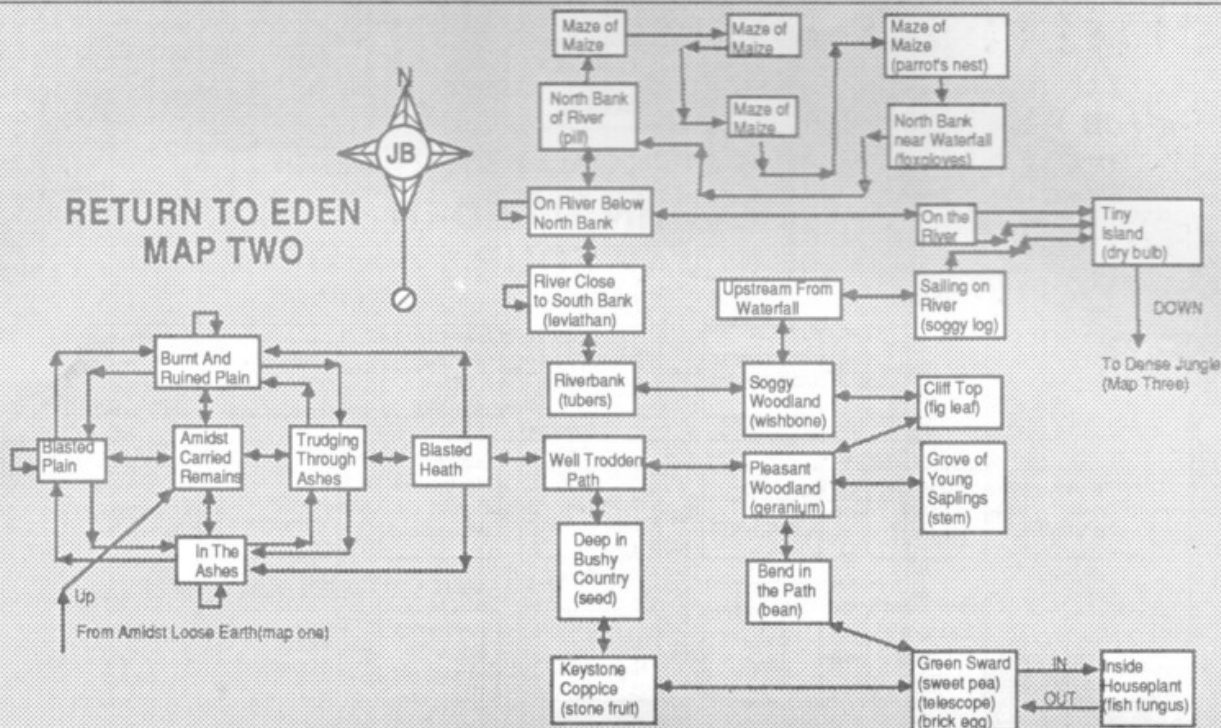 Maze of
Maize
Maze of
Maize
Maze of
Maize
(parrot's nest)
N
JB
RETURN TO EDEN
MAP TWO
North Bank
of River
(pill)
Maze of
Maize
North Bank
near Waterfall
(foxgloves)
On River Below
North Bank
On the
River
Tiny
Island
(dry bulb)
River Close
to South Bank
(leviathan)
Upstream From
Waterfall
Sailing on
River
(soggy log)
DOWN
To Dense Jungle
(Map Three)
Burnt And
Ruined Plain
Riverbank
(tubers)
Soggy
Woodland
(wishbone)
Cliff Top
(fig leaf)
Blasted
Plain
Amidst
Carried
Remains
Trudging
Through
Ashes
Blasted
Heath
Well Trodden
Path
Pleasant
Woodland
(geranium)
Grove of
Young
Saplings
(stem)
In The
Ashes
Deep in
Bushy
Country
(seed)
Bend in
the Path
(bean)
Up
From Amidst Loose Earth(map one)
Keystone
Coppice
(stone fruit)
Green Sward
(sweet pea)
(telescope)
(brick egg)
IN
OUT
Inside
Houseplant
(fish fungus)